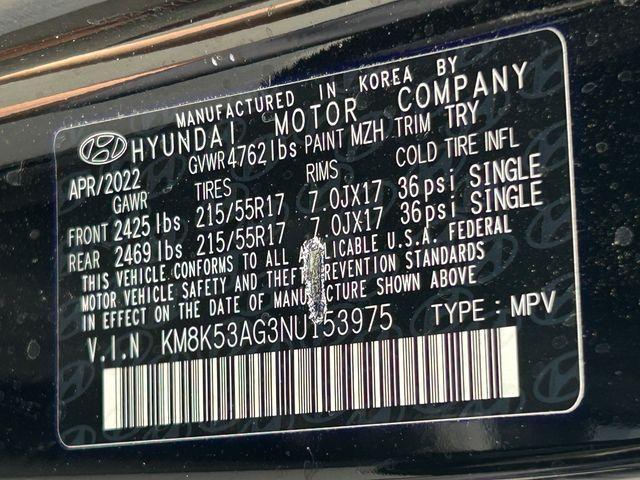 MANUFACTURED IN KOREA BY
HYUNDAI MOTOR COMPANY
APR/2022 GVWR 4762 lbs PAINT MZH TRIM TRY
GAWR TIRES RIMS COLD TIRE INFL
FRONT 2425 lbs 215/55R17 7.0JX17 36 psi SINGLE
REAR 2469 lbs 215/55R17 7.0JX17 36 psi SINGLE
THIS VEHICLE CONFORMS TO ALL U.S.A. FEDERAL
MOTOR VEHICLE SAFETY AND THEFT PREVENTION STANDARDS
IN EFFECT ON THE DATE OF MANUFACTURE SHOWN ABOVE
V.I.N KM8K53AG3NU153975 TYPE : MPV